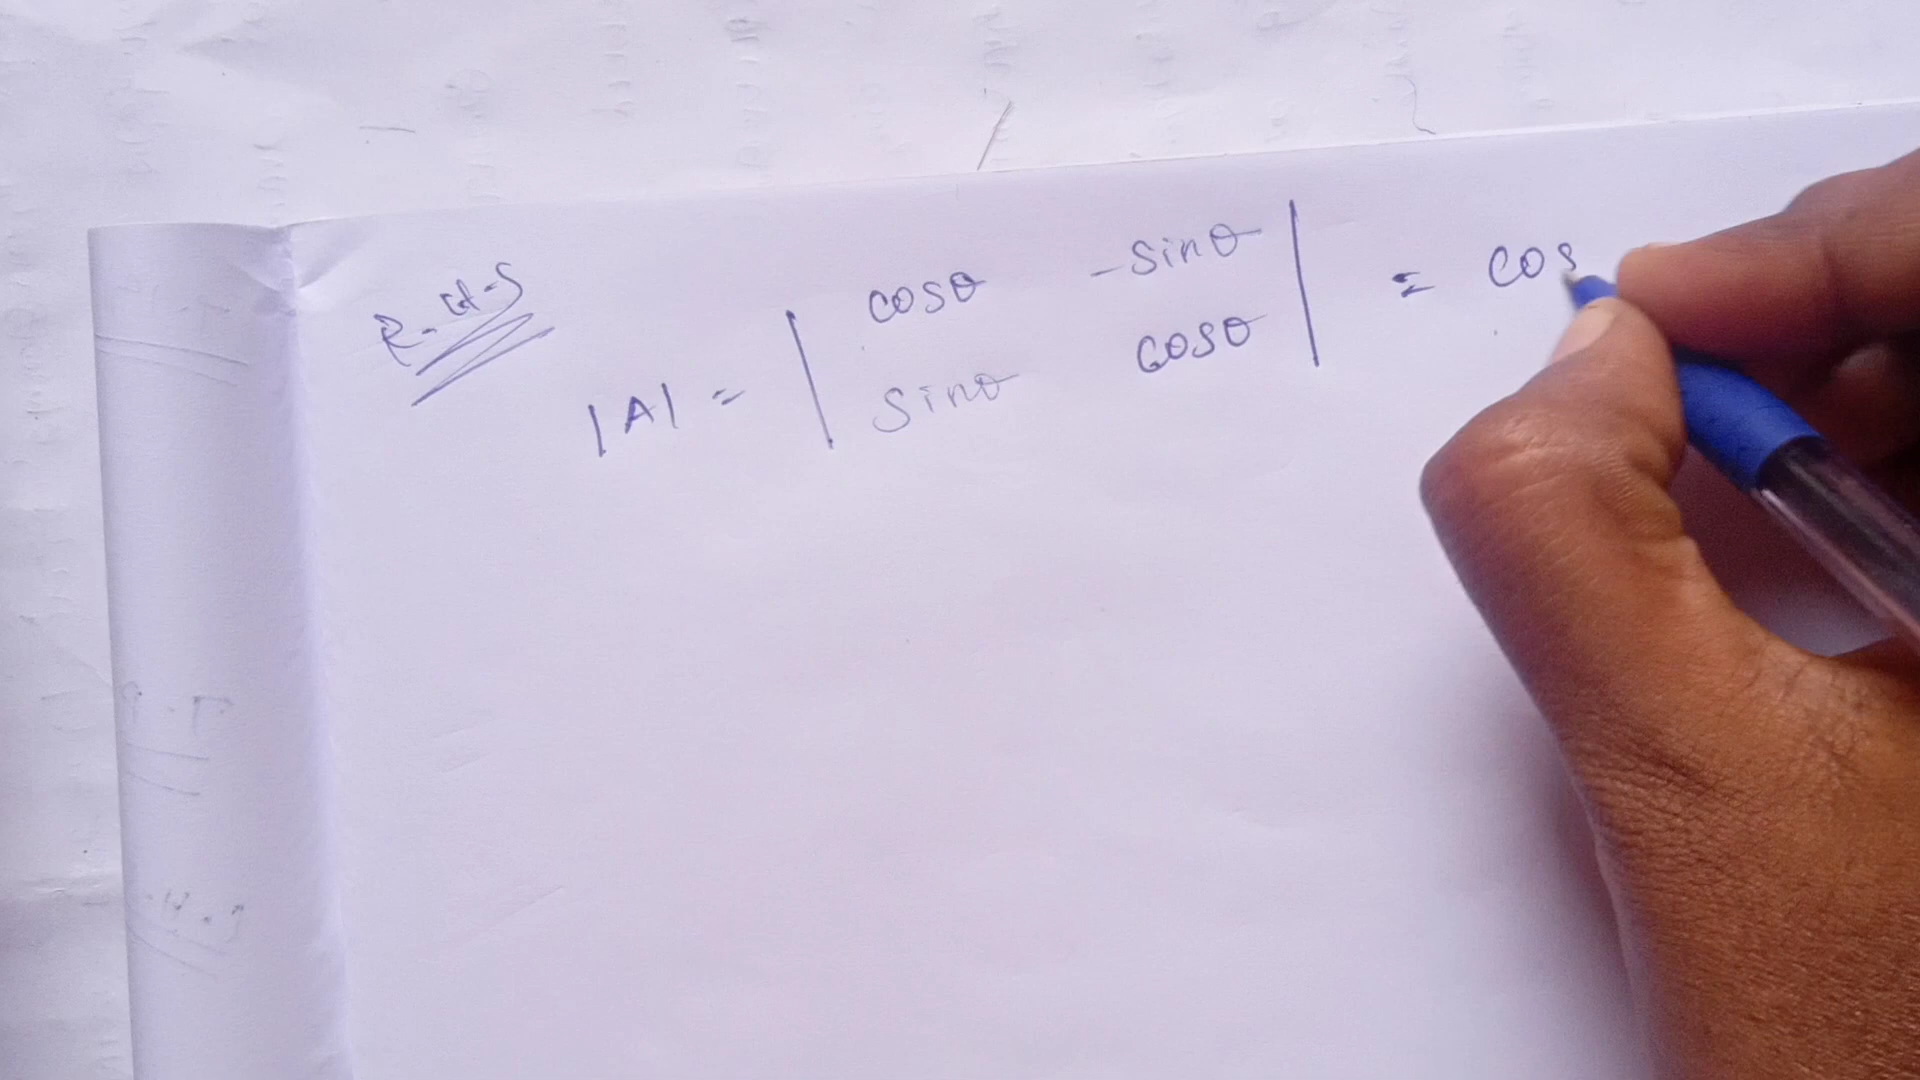 R-H-S
|A| = | cosθ -sinθ | = cos
sinθ cosθ